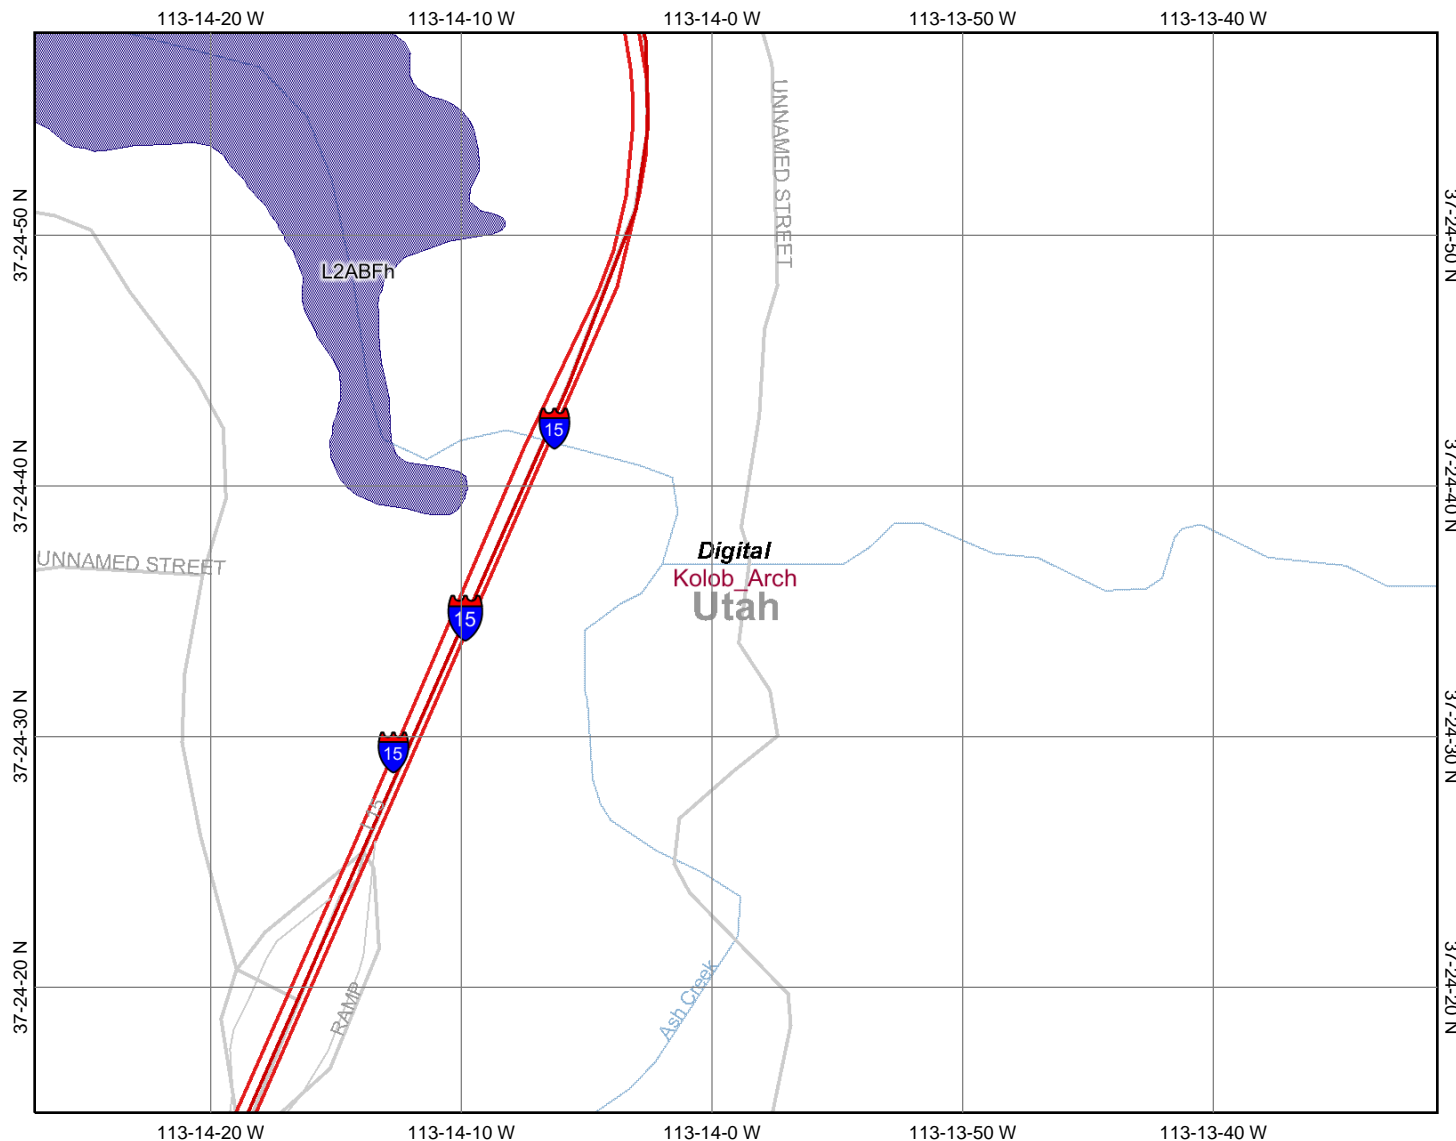 113-14-20 W 113-14-10 W 113-14-0 W 113-13-50 W 113-13-40 W
UNNAMED STREET
37-24-50 N
37-24-50 N
L2ABFh
15
37-24-40 N
37-24-40 N
Digital
UNNAMED STREET
Kolob_Arch
Utah
15
37-24-30 N
37-24-30 N
15
I-15
37-24-20 N
37-24-20 N
RAMP
Ash Creek
113-14-20 W 113-14-10 W 113-14-0 W 113-13-50 W 113-13-40 W